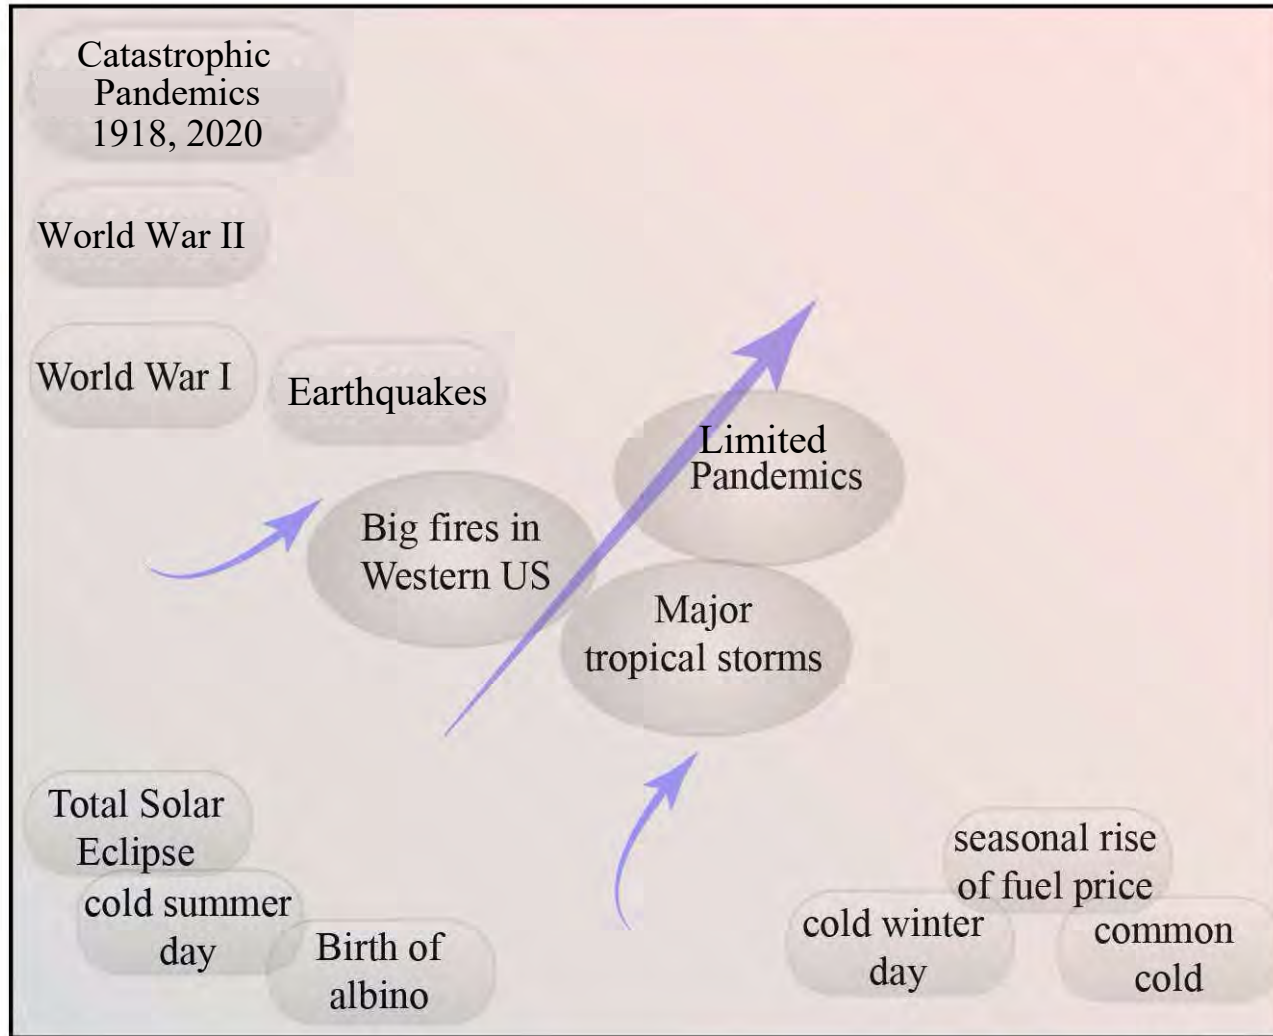 Catastrophic
Pandemics
1918, 2020
World War II
World War I
Earthquakes
Limited
Pandemics
Big fires in
Western US
Major
tropical storms
Total Solar
Eclipse
cold summer
day
Birth of
albino
seasonal rise
of fuel price
cold winter
day
common
cold